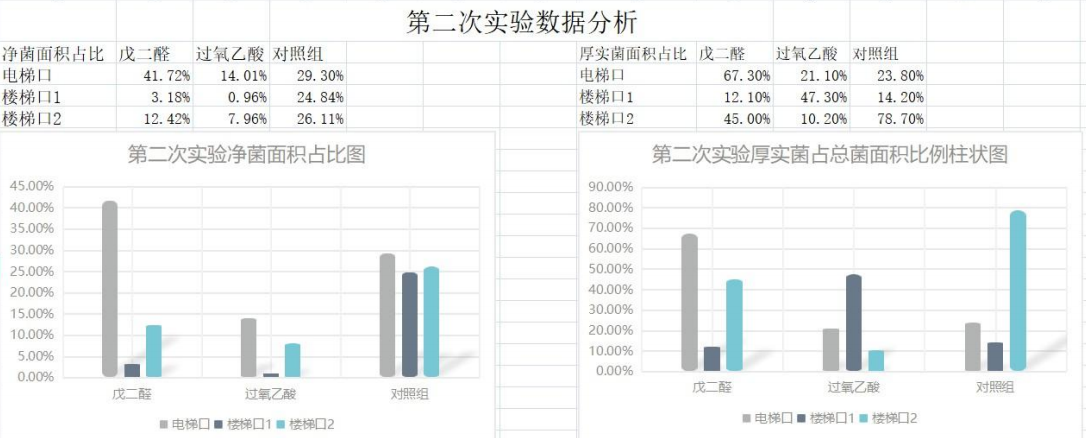 第二次实验数据分析
净菌面积占比 戊二醛 过氧乙酸 对照组
电梯口 41.72% 14.01% 29.30%
楼梯口1 3.18% 0.96% 24.84%
楼梯口2 12.42% 7.96% 26.11%
厚实菌面积占比 戊二醛 过氧乙酸 对照组
电梯口 67.30% 21.10% 23.80%
楼梯口1 12.10% 47.30% 14.20%
楼梯口2 45.00% 10.20% 78.70%
第二次实验净菌面积占比图
45.00%
40.00%
35.00%
30.00%
25.00%
20.00%
15.00%
10.00%
5.00%
0.00%
戊二醛 过氧乙酸 对照组
电梯口 楼梯口1 楼梯口2
第二次实验厚实菌占总菌面积比例柱状图
90.00%
80.00%
70.00%
60.00%
50.00%
40.00%
30.00%
20.00%
10.00%
0.00%
戊二醛 过氧乙酸 对照组
电梯口 楼梯口1 楼梯口2